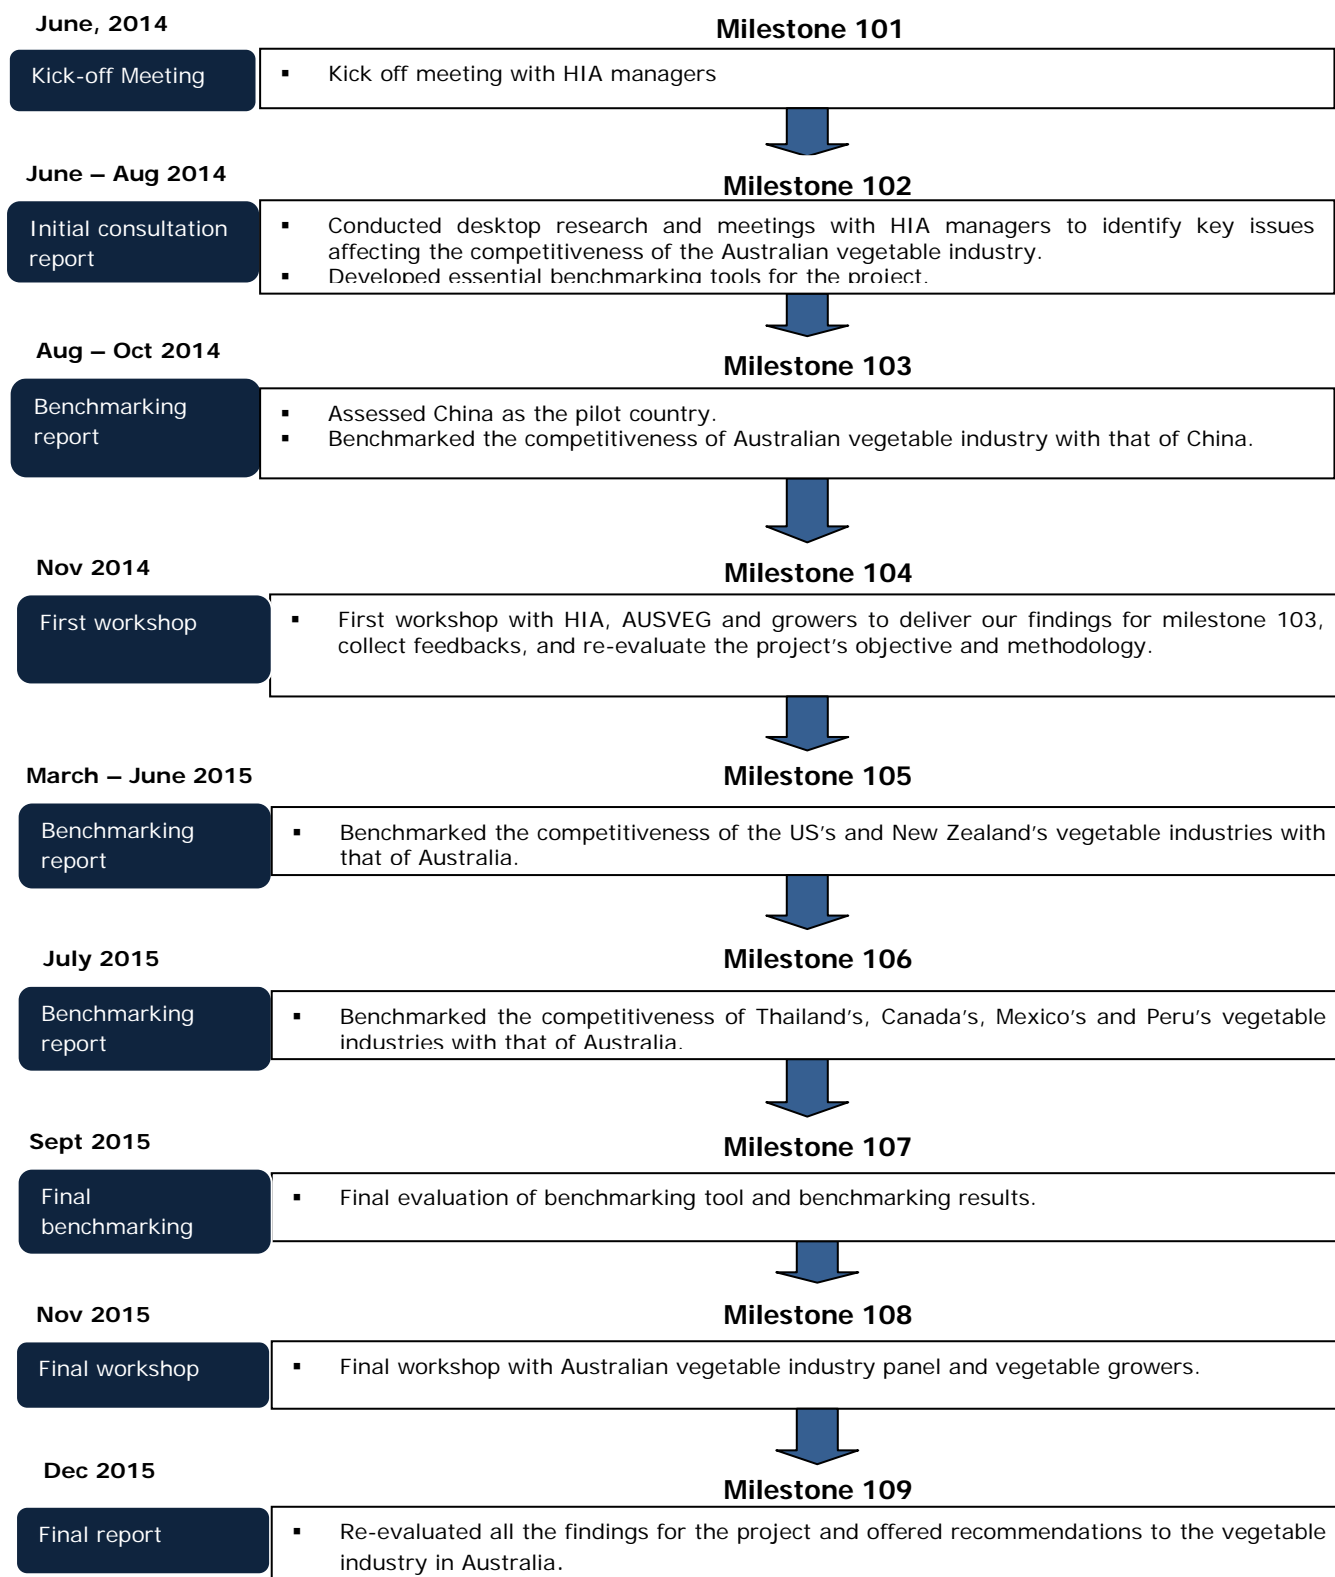 June, 2014
Milestone 101
Kick-off Meeting
▪ Kick off meeting with HIA managers
June – Aug 2014
Milestone 102
Initial consultation
report
▪ Conducted desktop research and meetings with HIA managers to identify key issues
affecting the competitiveness of the Australian vegetable industry.
▪ Developed essential benchmarking tools for the project.
Aug – Oct 2014
Milestone 103
Benchmarking
report
▪ Assessed China as the pilot country.
▪ Benchmarked the competitiveness of Australian vegetable industry with that of China.
Nov 2014
Milestone 104
First workshop
▪ First workshop with HIA, AUSVEG and growers to deliver our findings for milestone 103,
collect feedbacks, and re-evaluate the project's objective and methodology.
March – June 2015
Milestone 105
Benchmarking
report
▪ Benchmarked the competitiveness of the US's and New Zealand's vegetable industries with
that of Australia.
July 2015
Milestone 106
Benchmarking
report
▪ Benchmarked the competitiveness of Thailand's, Canada's, Mexico's and Peru's vegetable
industries with that of Australia.
Sept 2015
Milestone 107
Final
benchmarking
▪ Final evaluation of benchmarking tool and benchmarking results.
Nov 2015
Milestone 108
Final workshop
▪ Final workshop with Australian vegetable industry panel and vegetable growers.
Dec 2015
Milestone 109
Final report
▪ Re-evaluated all the findings for the project and offered recommendations to the vegetable
industry in Australia.